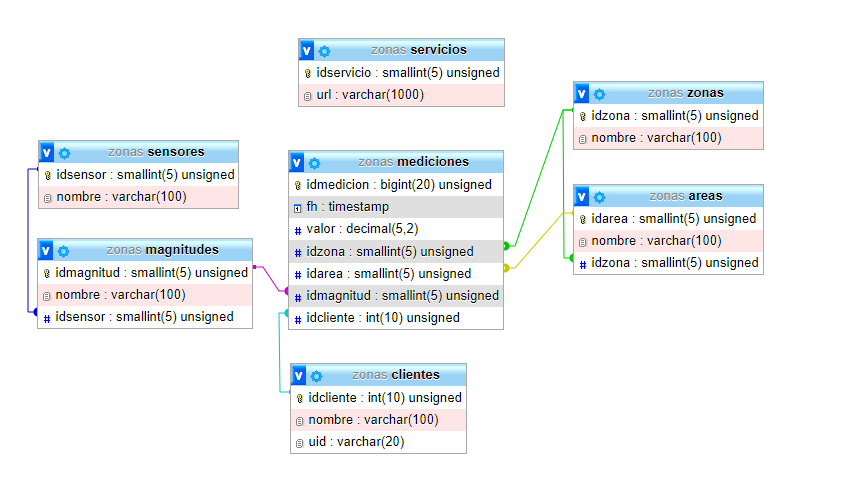 zonas servicios
idservicio : smallint(5) unsigned
url : varchar(1000)
zonas zonas
idzona : smallint(5) unsigned
nombre : varchar(100)
zonas sensores
idsensor : smallint(5) unsigned
nombre : varchar(100)
zonas mediciones
idmedicion : bigint(20) unsigned
fh : timestamp
valor : decimal(5,2)
idzona : smallint(5) unsigned
idarea : smallint(5) unsigned
idmagnitud : smallint(5) unsigned
idcliente : int(10) unsigned
zonas areas
idarea : smallint(5) unsigned
nombre : varchar(100)
idzona : smallint(5) unsigned
zonas magnitudes
idmagnitud : smallint(5) unsigned
nombre : varchar(100)
idsensor : smallint(5) unsigned
zonas clientes
idcliente : int(10) unsigned
nombre : varchar(100)
uid : varchar(20)